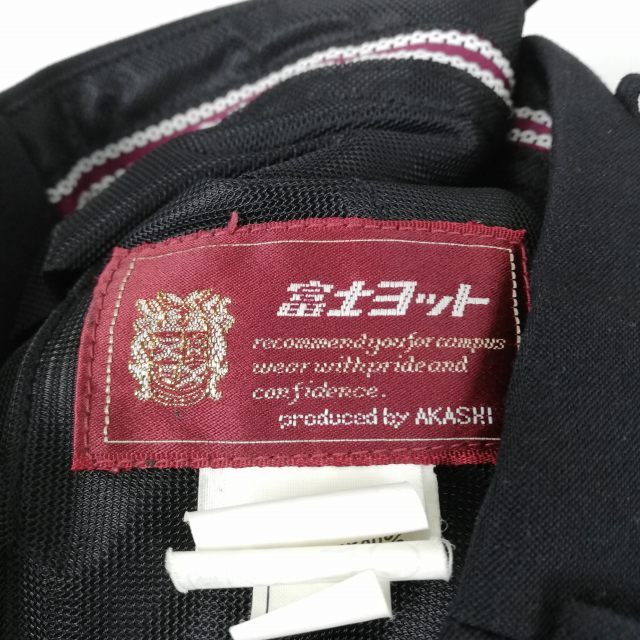 富士ヨット
recommend you for campus
wear with pride and
confidence.
produced by AKASHI